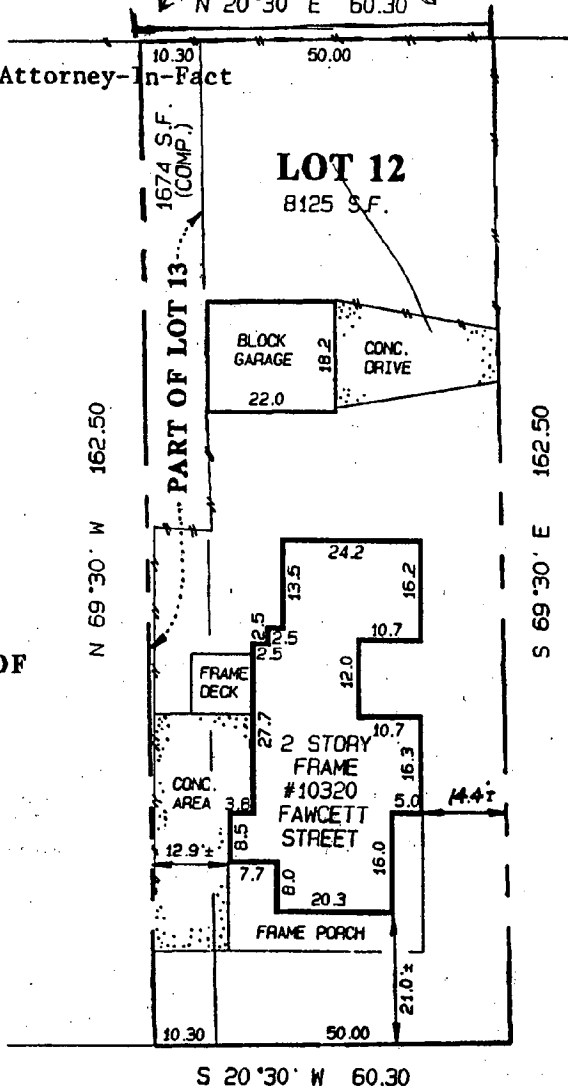 N 20°30' E 60.30
10.30 50.00
Attorney-In-Fact
1674 S.F.
(COMP.)
LOT 12
8125 S.F.
PART OF LOT 13
BLOCK
GARAGE
18.2
22.0
CONC.
DRIVE
N 69°30' W 162.50
S 69°30' E 162.50
24.2
13.5
16.2
2.5
2.5
2.5
10.7
12.0
10.7
OF
FRAME
DECK
27.7
2 STORY
FRAME
#10320
FAWCETT
STREET
16.3
CONC.
AREA
3.8
5.0
14.4'±
8.5
12.9'±
7.7
8.0
16.0
20.3
FRAME PORCH
21.0'±
10.30 50.00
S 20°30' W 60.30